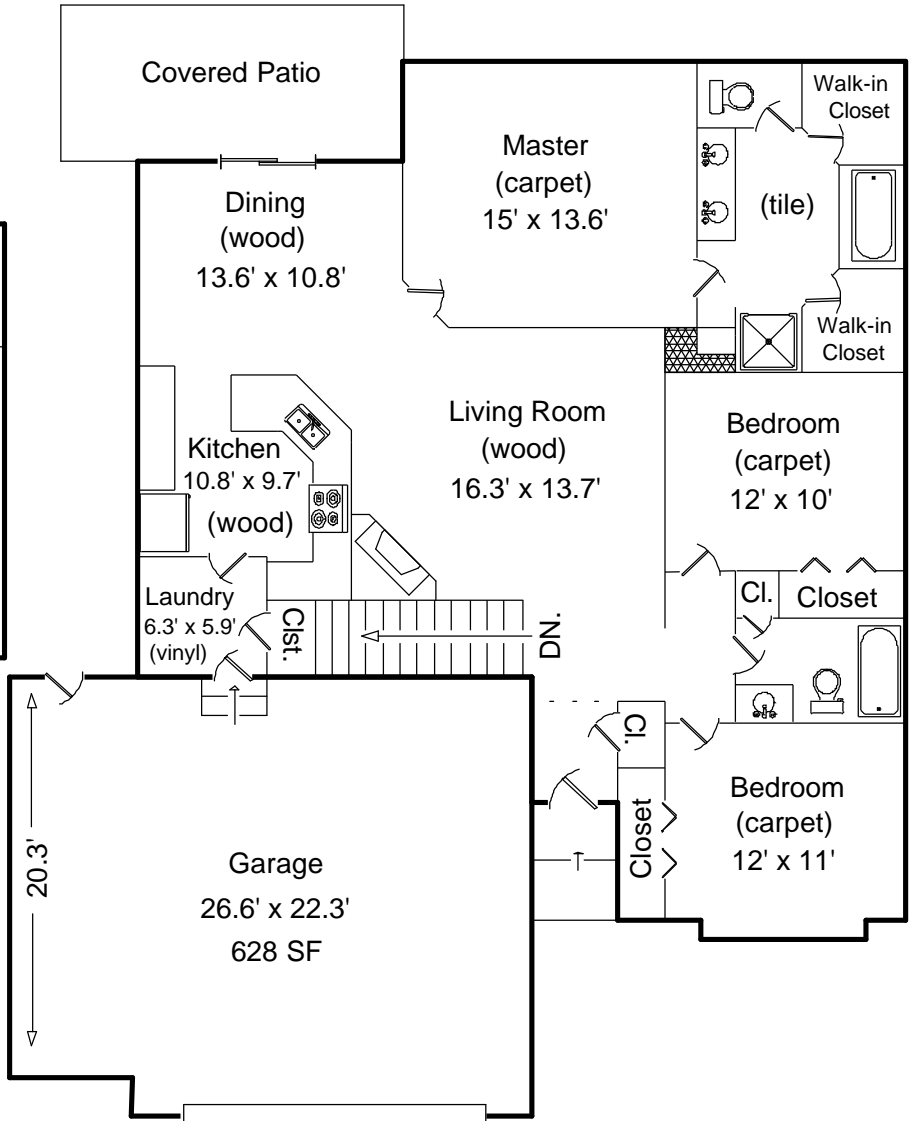 Covered Patio
Walk-in
Closet
Master
(carpet)
15' x 13.6'
Dining
(wood)
13.6' x 10.8'
(tile)
Walk-in
Closet
Living Room
(wood)
16.3' x 13.7'
Kitchen
10.8' x 9.7'
(wood)
Bedroom
(carpet)
12' x 10'
Laundry
6.3' x 5.9'
(vinyl)
Clst.
DN.
Cl.
Closet
Cl.
Closet
Bedroom
(carpet)
12' x 11'
20.3'
Garage
26.6' x 22.3'
628 SF